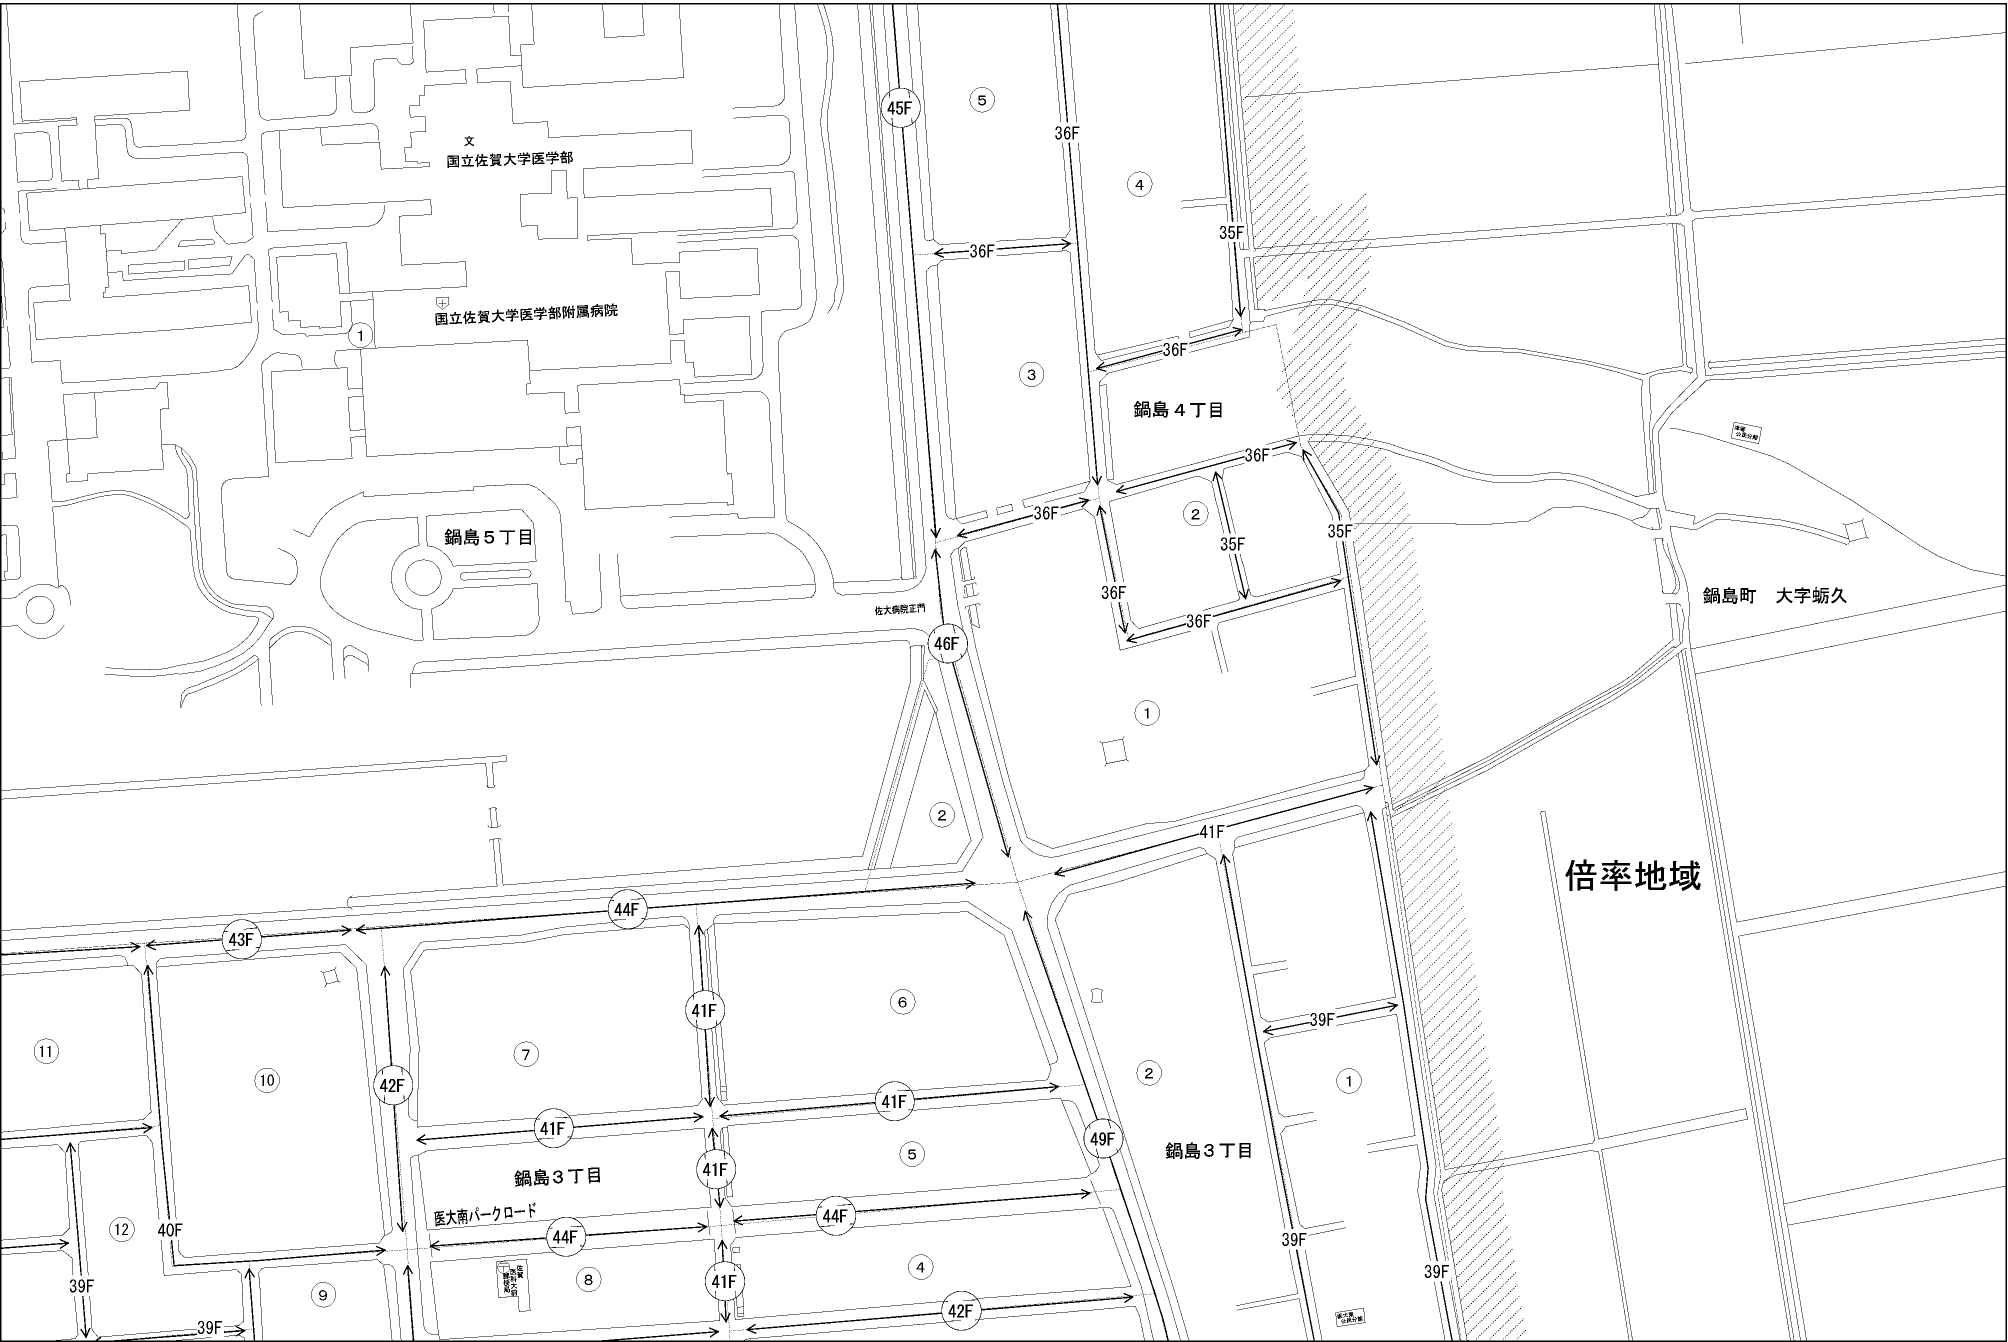 45F
5
36F
文
国立佐賀大学医学部
4
35F
36F
国立佐賀大学医学部附属病院
1
36F
3
鍋島４丁目
36F
2
36F
鍋島５丁目
35F
35F
36F
鍋島町　大字蛎久
佐大病院正門
36F
46F
1
2
41F
倍率地域
44F
43F
6
41F
39F
11
7
10
2
1
42F
41F
41F
49F
鍋島３丁目
5
41F
鍋島３丁目
医大南パークロード
12
40F
44F
44F
39F
4
39F
8
41F
39F
9
42F
39F